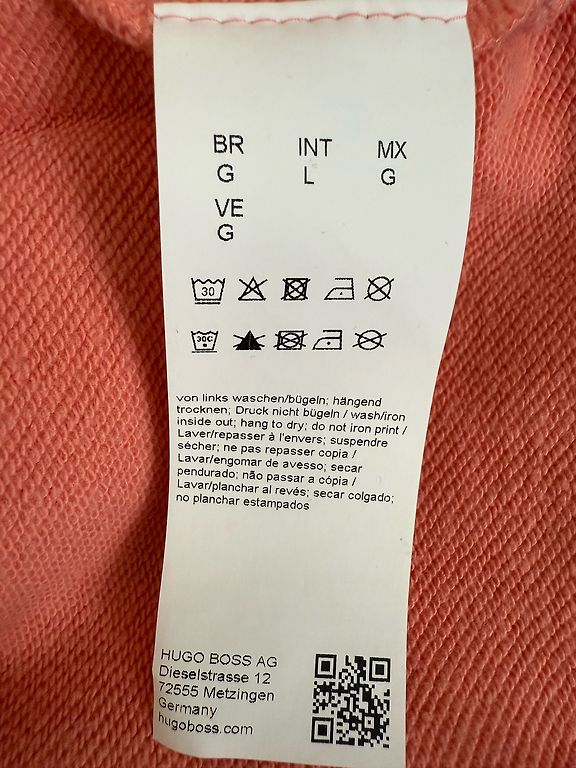 BR INT MX
G L G
VE
G
30
30C
von links waschen/bügeln; hängend
trocknen; Druck nicht bügeln / wash/iron
inside out; hang to dry; do not iron print /
Laver/repasser à l'envers; suspendre
sécher; ne pas repasser copia /
Lavar/engomar de avesso; secar
pendurado; não passar a cópia /
Lavar/planchar al revés; secar colgado;
no planchar estampados
HUGO BOSS AG
Dieselstrasse 12
72555 Metzingen
Germany
hugoboss.com